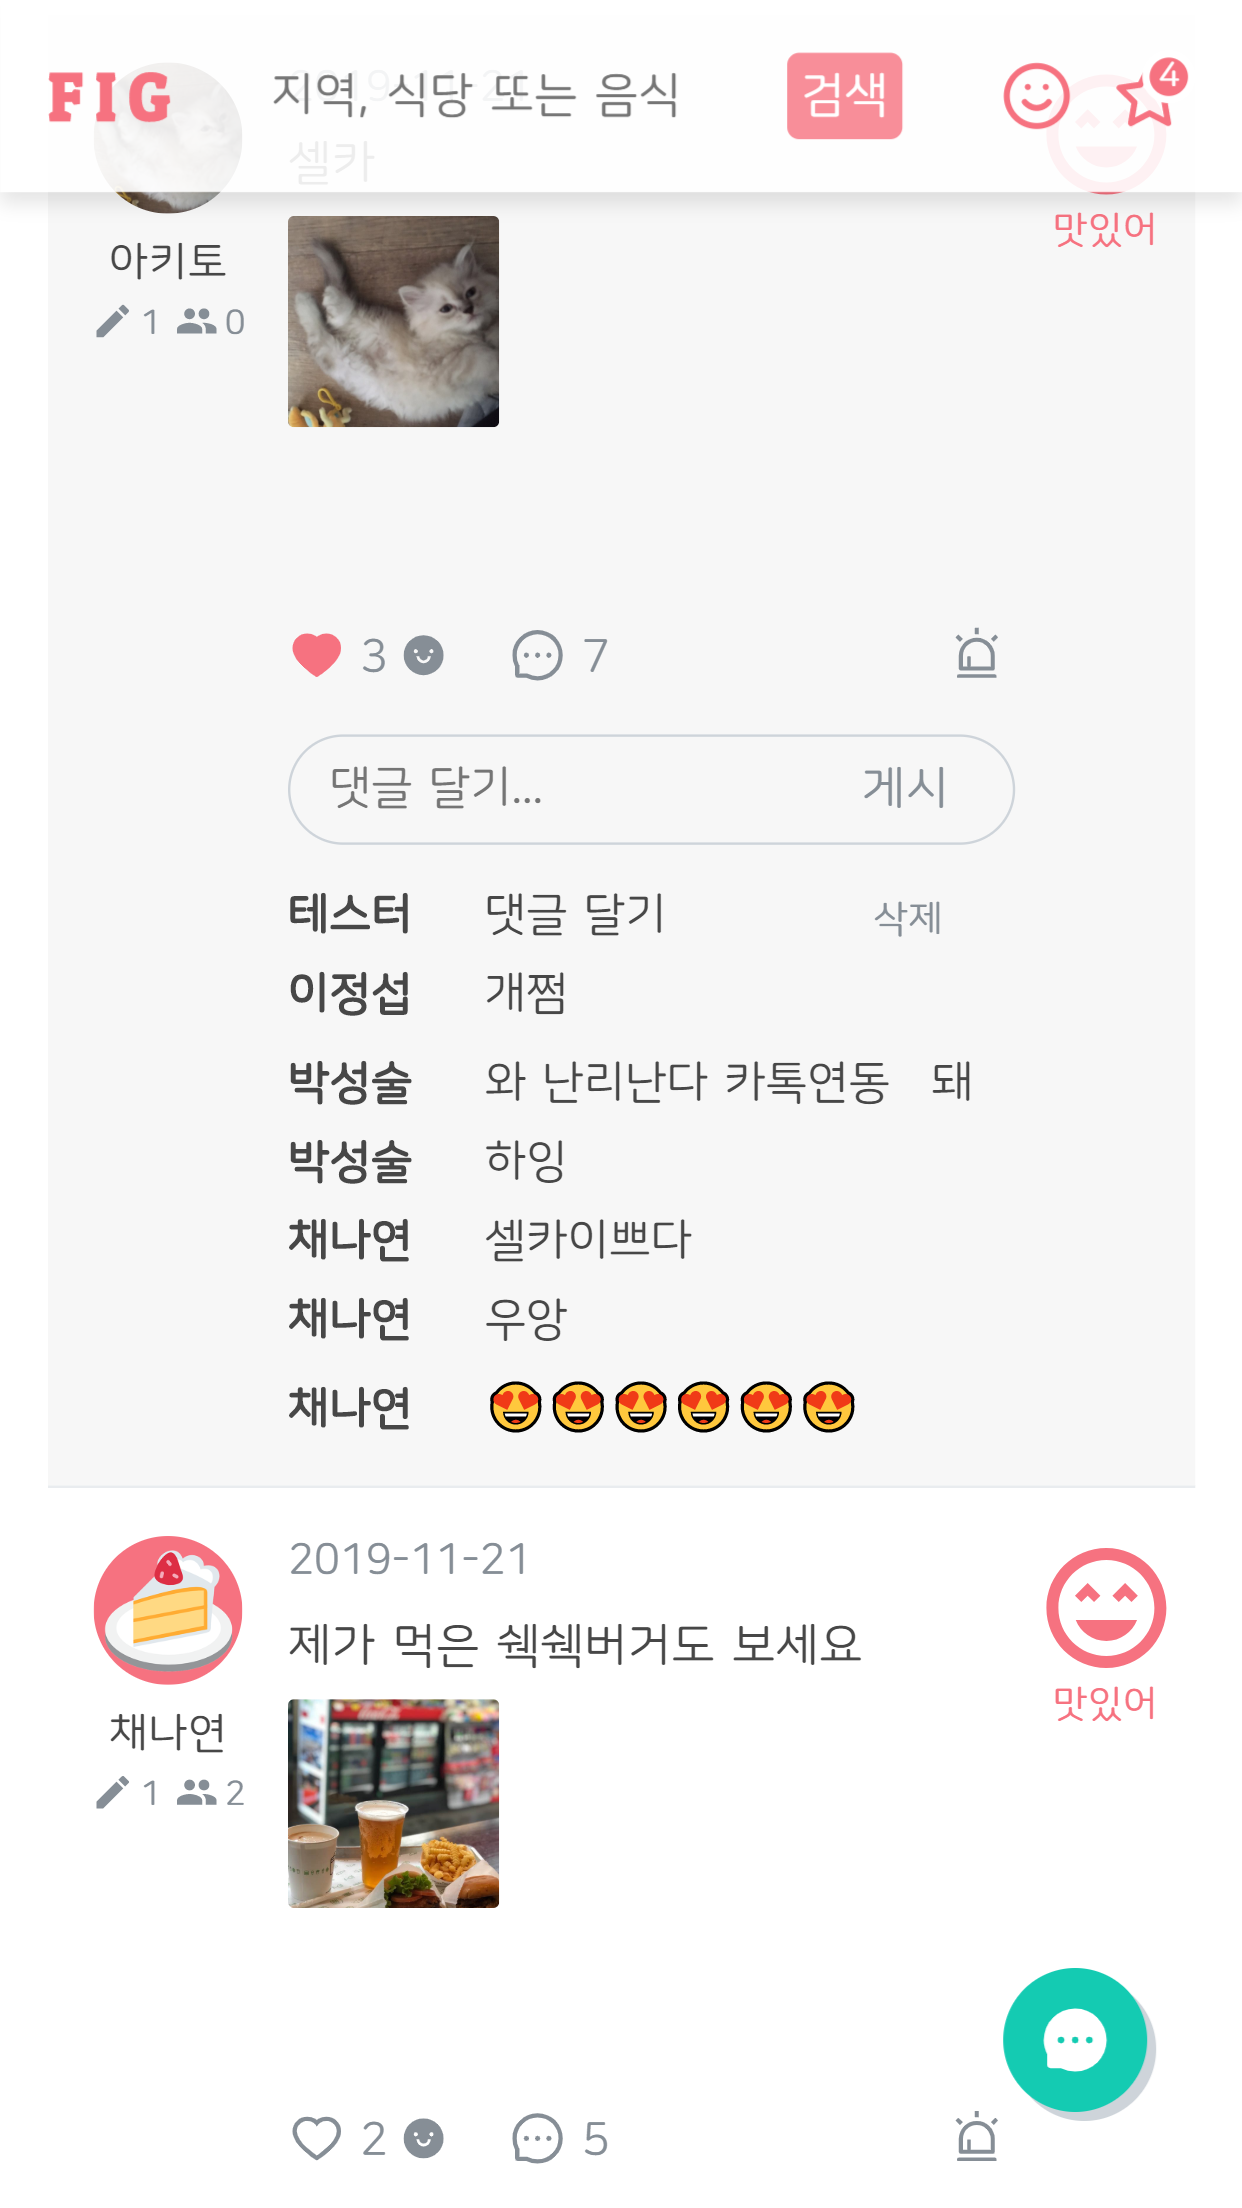 FIG 지역, 식당 또는 음식 검색 4
2019-11-21
셀카
맛있어
아키토
1 0
3 7
댓글 달기... 게시
테스터 댓글 달기 삭제
이정섭 개쩜
박성술 와 난리난다 카톡연동 돼
박성술 하잉
채나연 셀카이쁘다
채나연 우앙
채나연 😍😍😍😍😍😍
2019-11-21
제가 먹은 쉑쉑버거도 보세요
맛있어
채나연
1 2
2 5